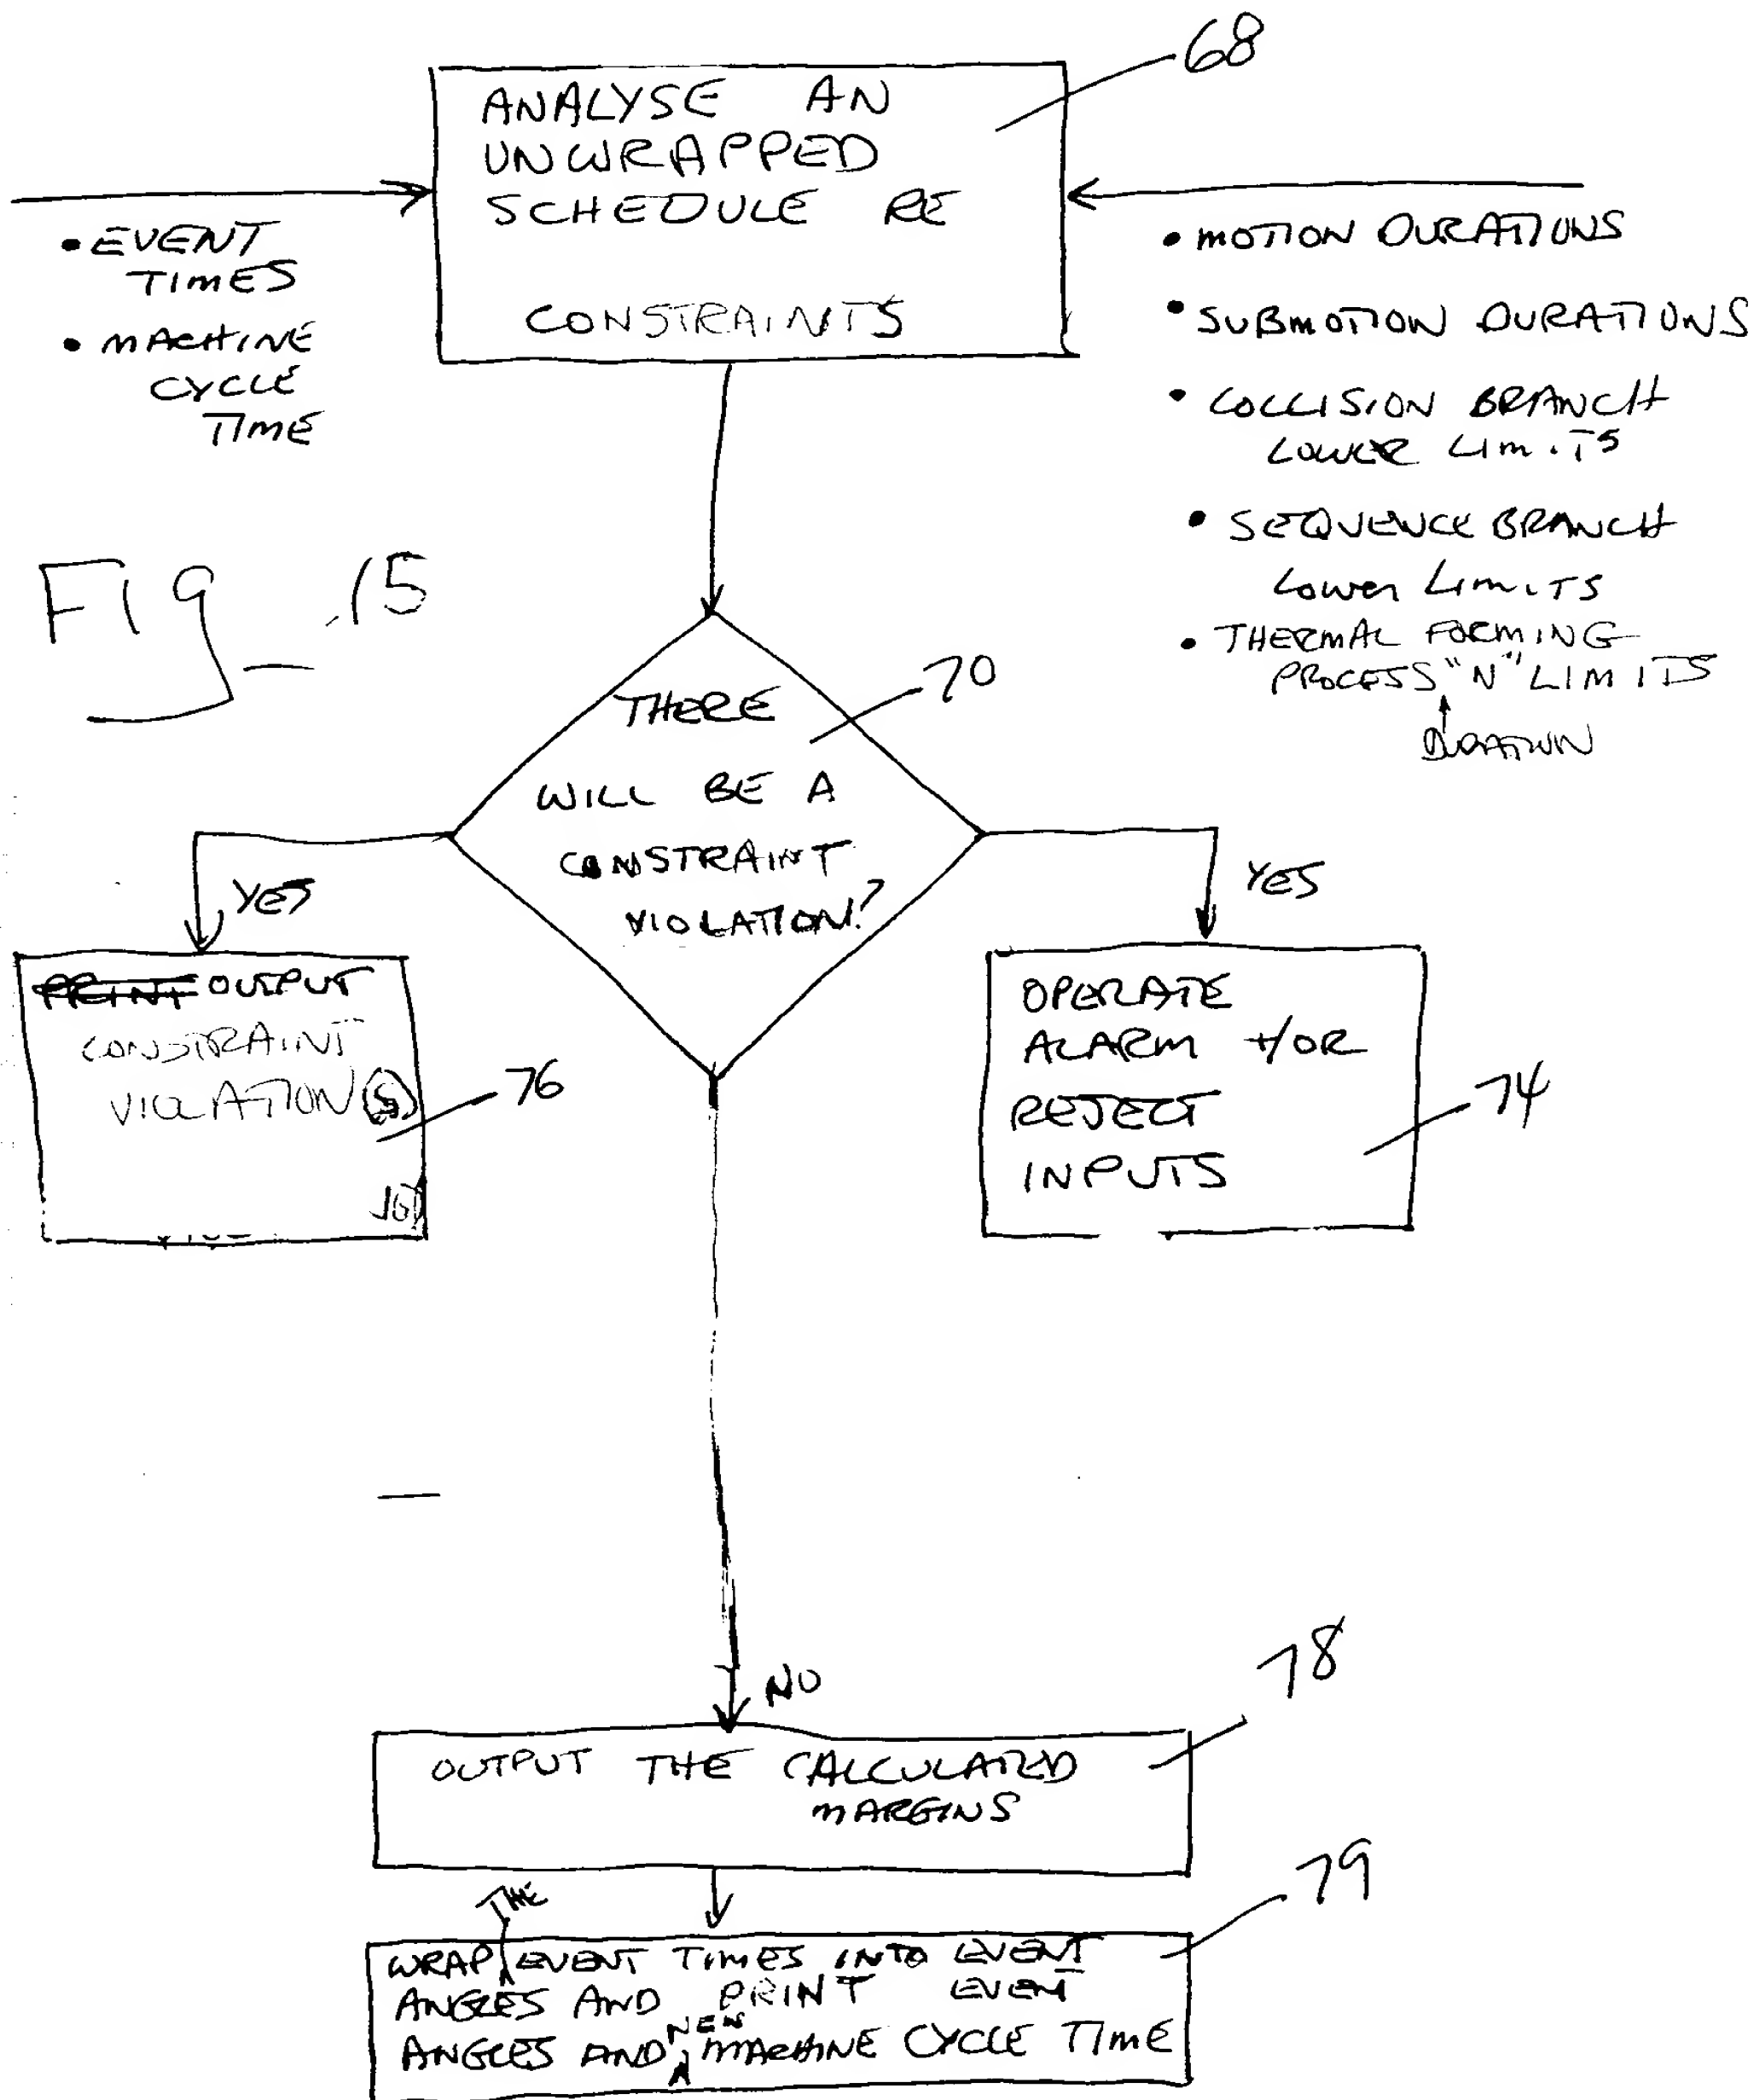 68
ANALYSE AN
UNWRAPPED
SCHEDULE RE
CONSTRAINTS
• EVENT
TIMES
• MACHINE
CYCLE
TIME
• MOTION DURATIONS
• SUBMOTION DURATIONS
• COLLISION BRANCH
LOWER LIMITS
• SEQUENCE BRANCH
LOWER LIMITS
• THERMAL FORMING
PROCESS "N" LIMITS
DURATION
Fig 15
70
THERE
WILL BE A
CONSTRAINT
VIOLATION?
YES
YES
PRINT OUTPUT
CONSTRAINT
VIOLATION(S)
76
OPERATE
ALARM +/OR
REJECT
INPUTS
74
NO
78
OUTPUT THE CALCULATED
MARGINS
79
THE
WRAP EVENT TIMES INTO EVENT
ANGLES AND PRINT EVENT
NEW
ANGLES AND MACHINE CYCLE TIME